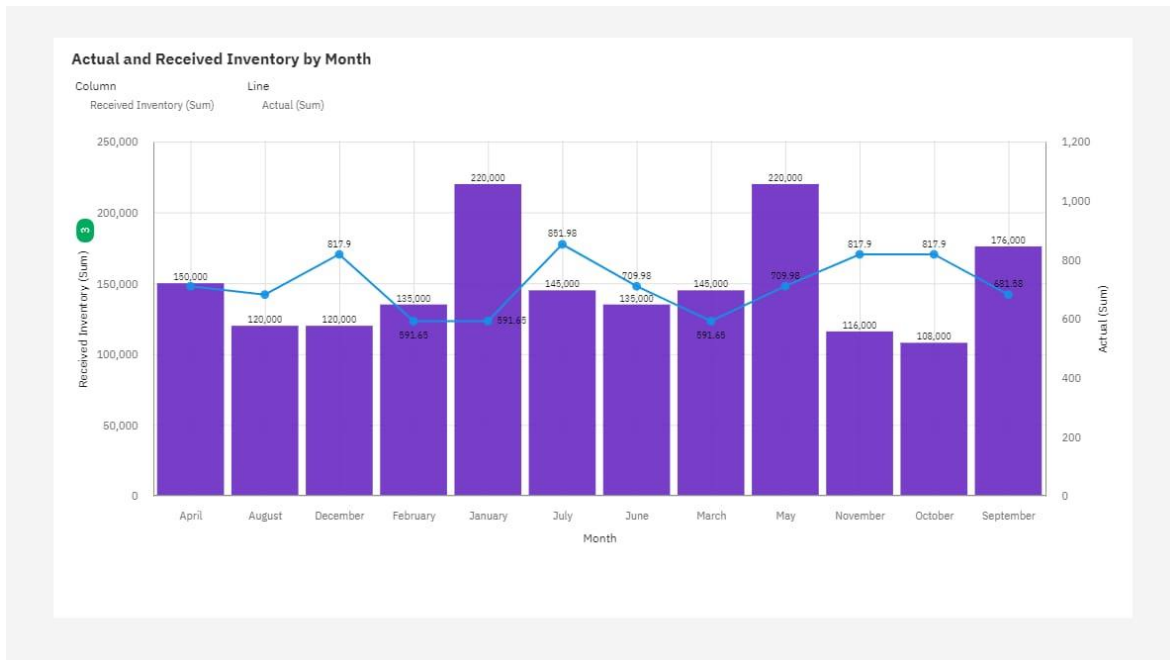 Actual and Received Inventory by Month
Column Line
Received Inventory (Sum) Actual (Sum)
250,000 1,200
220,000 220,000
200,000 1,000
817.9 851.98 817.9 817.9 176,000
3
800
150,000 150,000 145,000 709.98 145,000 709.98 681.58
135,000 135,000
120,000 120,000 591.65 116,000 600
591.65 591.65 108,000
100,000
400
50,000
200
0 0
Received Inventory (Sum)
Actual (Sum)
April August December February January July June March May November October September
Month